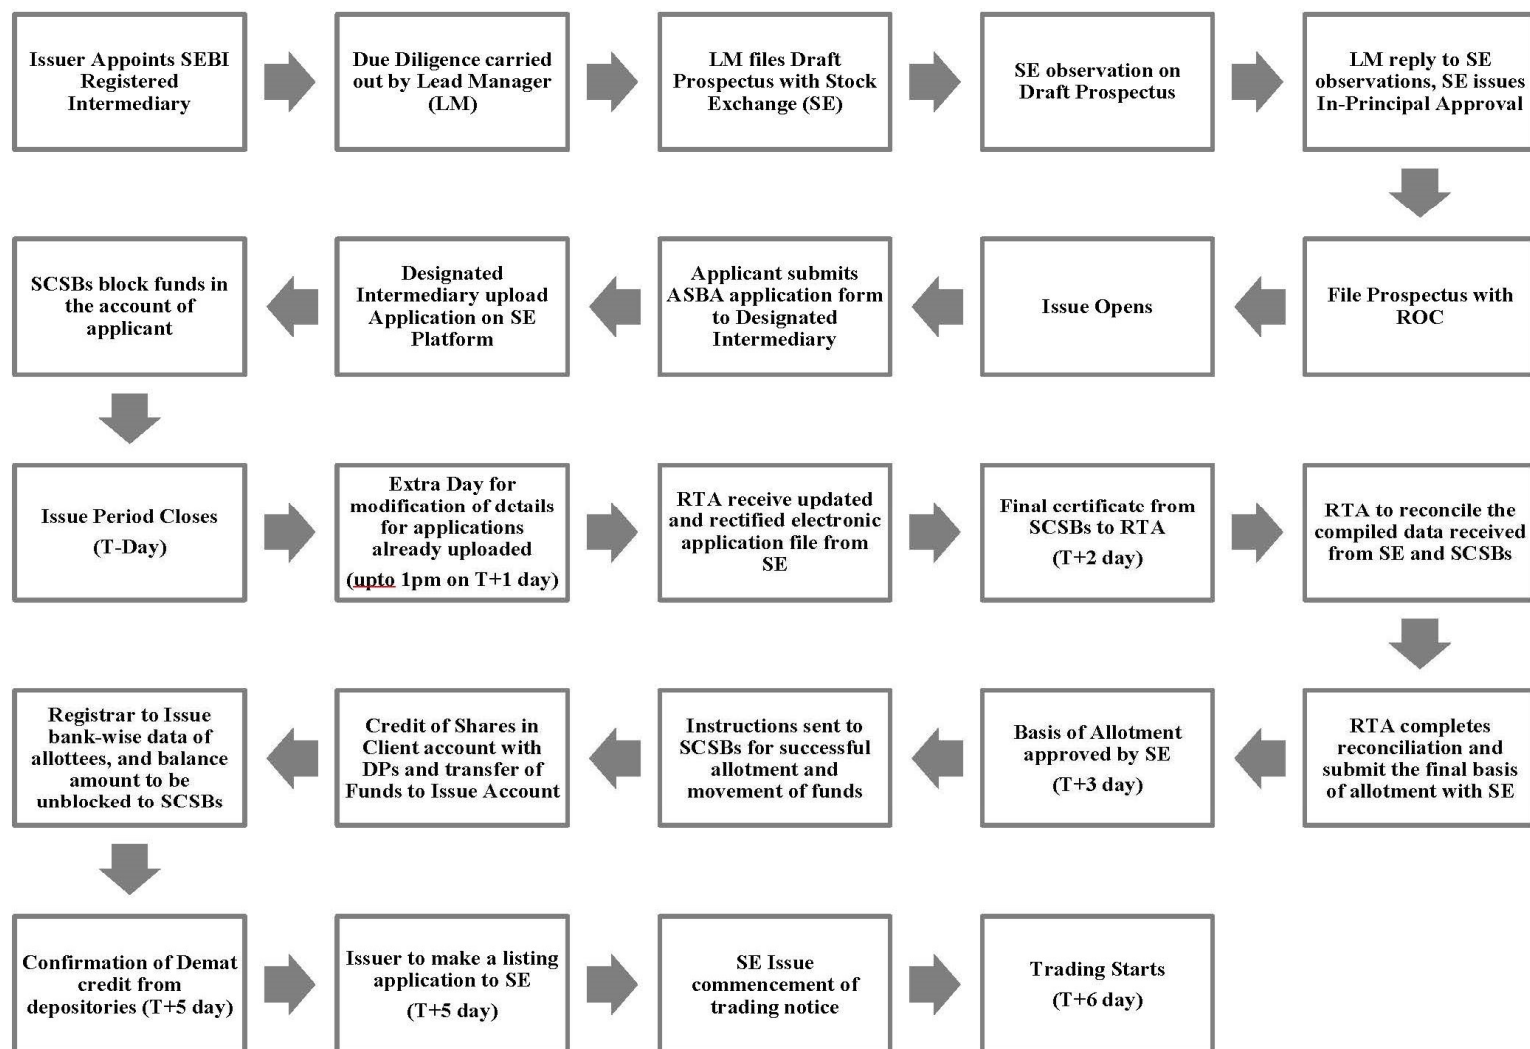 Issuer Appoints SEBI
Registered
Intermediary
Due Diligence carried
out by Lead Manager
(LM)
LM files Draft
Prospectus with Stock
Exchange (SE)
SE observation on
Draft Prospectus
LM reply to SE
observations, SE issues
In-Principal Approval
File Prospectus with
ROC
Issue Opens
Applicant submits
ASBA application form
to Designated
Intermediary
Designated
Intermediary upload
Application on SE
Platform
SCSBs block funds in
the account of
applicant
Issue Period Closes
(T-Day)
Extra Day for
modification of details
for applications
already uploaded
(upto 1pm on T+1 day)
RTA receive updated
and rectified electronic
application file from
SE
Final certificate from
SCSBs to RTA
(T+2 day)
RTA to reconcile the
compiled data received
from SE and SCSBs
RTA completes
reconciliation and
submit the final basis
of allotment with SE
Basis of Allotment
approved by SE
(T+3 day)
Instructions sent to
SCSBs for successful
allotment and
movement of funds
Credit of Shares in
Client account with
DPs and transfer of
Funds to Issue Account
Registrar to Issue
bank-wise data of
allottees, and balance
amount to be
unblocked to SCSBs
Confirmation of Demat
credit from
depositories (T+5 day)
Issuer to make a listing
application to SE
(T+5 day)
SE Issue
commencement of
trading notice
Trading Starts
(T+6 day)